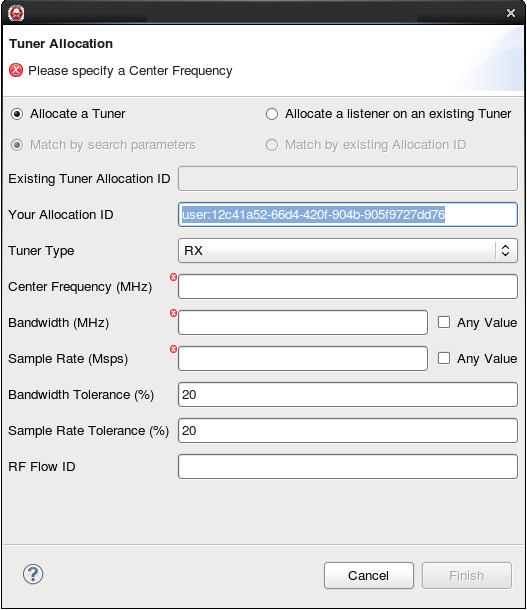 Tuner Allocation
Please specify a Center Frequency
Allocate a Tuner Allocate a listener on an existing Tuner
Match by search parameters Match by existing Allocation ID
Existing Tuner Allocation ID
Your Allocation ID user:12c41a52-66d4-420f-904b-905f9727dd76
Tuner Type RX
Center Frequency (MHz)
Bandwidth (MHz) Any Value
Sample Rate (Msps) Any Value
Bandwidth Tolerance (%) 20
Sample Rate Tolerance (%) 20
RF Flow ID
? Cancel Finish